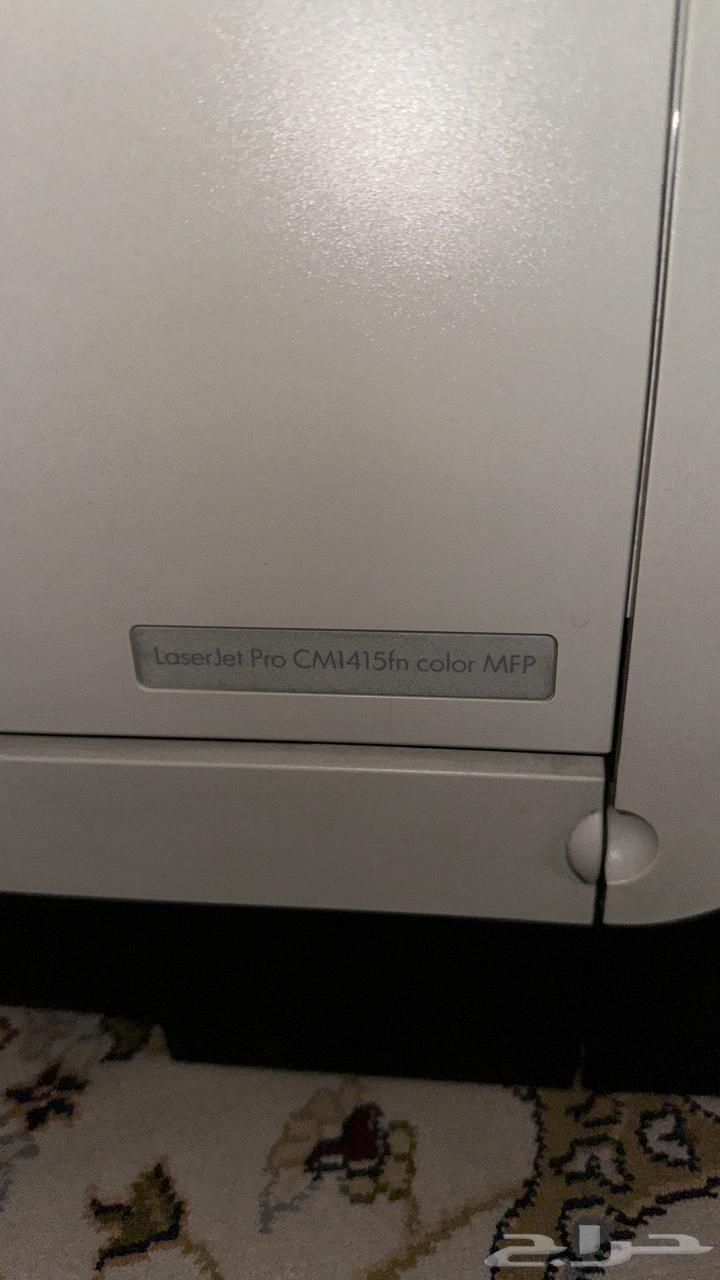 LaserJet Pro CM1415fn color MFP
حراج